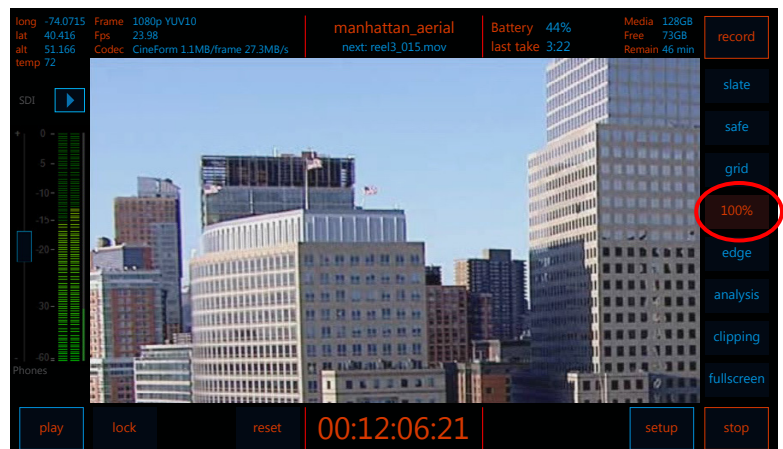 long -74.0715
lat 40.416
alt 51.166
temp 72
Frame 1080p YUV10
Fps 23.98
Codec CineForm 1.1MB/frame 27.3MB/s
manhattan_aerial
next: reel3_015.mov
Battery 44%
last take 3:22
Media 128GB
Free 73GB
Remain 46 min
record
SDI
slate
safe
grid
100%
edge
analysis
clipping
fullscreen
+ 0
-5
-10
-15
-20
-30
- -60
Phones
play
lock
reset
00:12:06:21
setup
stop